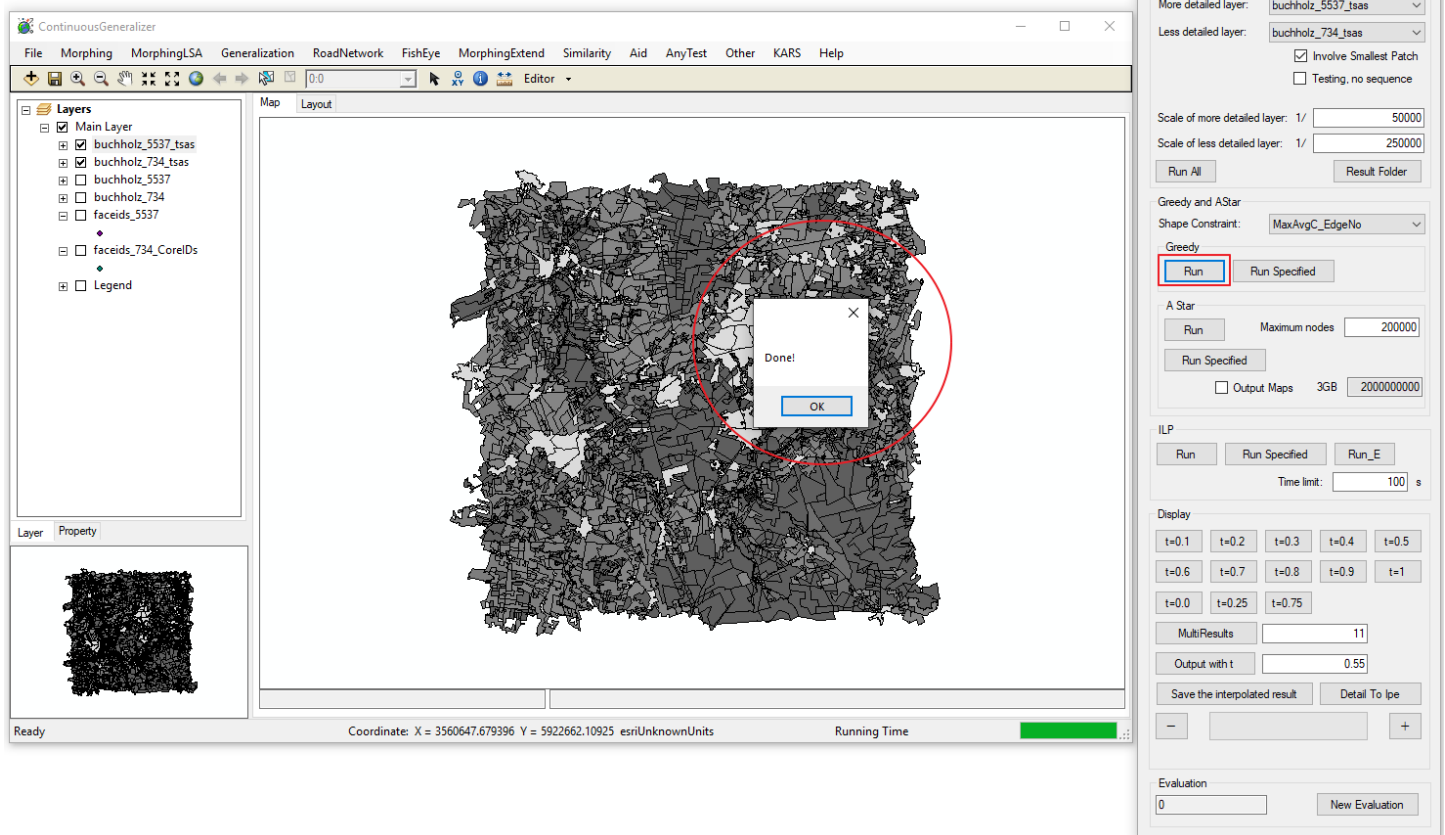 ContinuousGeneralizer
File Morphing MorphingLSA Generalization RoadNetwork FishEye MorphingExtend Similarity Aid AnyTest Other KARS Help
0:0 Editor
Layers
Main Layer
buchholz_5537_tsas
buchholz_734_tsas
buchholz_5537
buchholz_734
faceids_5537
faceids_734_CoreIDs
Legend
Layer Property
Map Layout
Done!
OK
Ready Coordinate: X = 3560647.679396 Y = 5922662.10925 esriUnknownUnits Running Time
More detailed layer: buchholz_5537_tsas
Less detailed layer: buchholz_734_tsas
Involve Smallest Patch
Testing, no sequence
Scale of more detailed layer: 1/ 50000
Scale of less detailed layer: 1/ 250000
Run All Result Folder
Greedy and AStar
Shape Constraint: MaxAvgC_EdgeNo
Greedy
Run Run Specified
A Star
Run Maximum nodes 200000
Run Specified
Output Maps 3GB 2000000000
ILP
Run Run Specified Run_E
Time limit: 100 s
Display
t=0.1 t=0.2 t=0.3 t=0.4 t=0.5
t=0.6 t=0.7 t=0.8 t=0.9 t=1
t=0.0 t=0.25 t=0.75
MultiResults 11
Output with t 0.55
Save the interpolated result Detail To Ipe
− +
Evaluation
0 New Evaluation